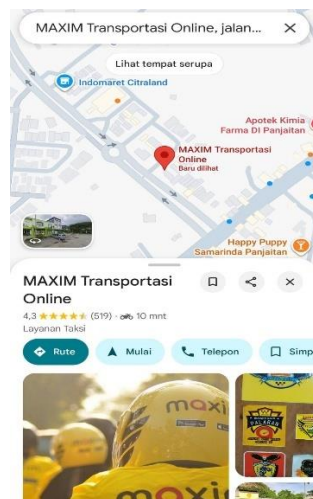 MAXIM Transportasi Online, jalan...
Lihat tempat serupa
Indomaret Citraland
Apotek Kimia
Farma DI Panjaitan
MAXIM Transportasi
Online
Baru dilihat
Happy Puppy
Samarinda Panjaitan
MAXIM Transportasi
Online
4,3 (519) · 10 mnt
Layanan Taksi
Rute
Mulai
Telepon
Simp
maxi
PALARAN
maxi